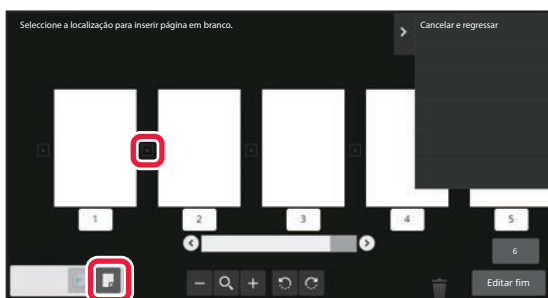 Seleccione a localização para inserir página em branco.
Cancelar e regressar
1
2
3
4
5
6
Editar fim